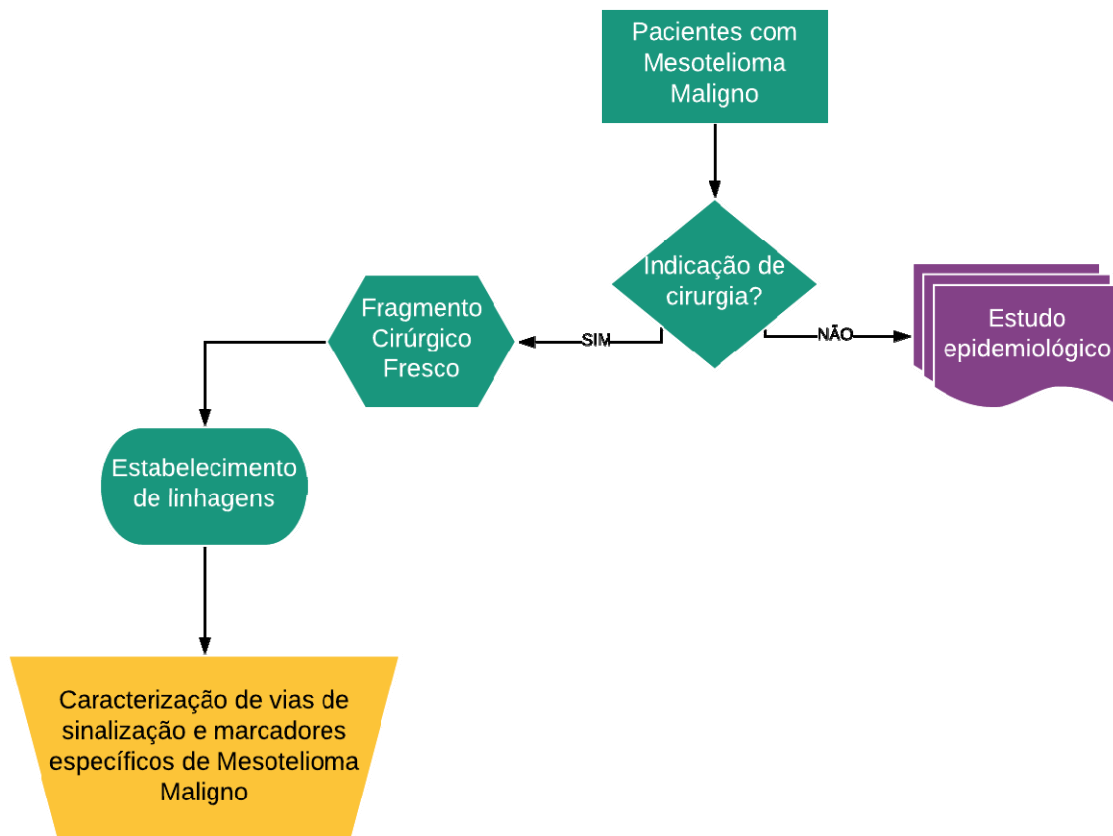 Pacientes com
Mesotelioma
Maligno
Indicação de
cirurgia?
SIM
NÃO
Fragmento
Cirúrgico
Fresco
Estudo
epidemiológico
Estabelecimento
de linhagens
Caracterização de vias de
sinalização e marcadores
específicos de Mesotelioma
Maligno